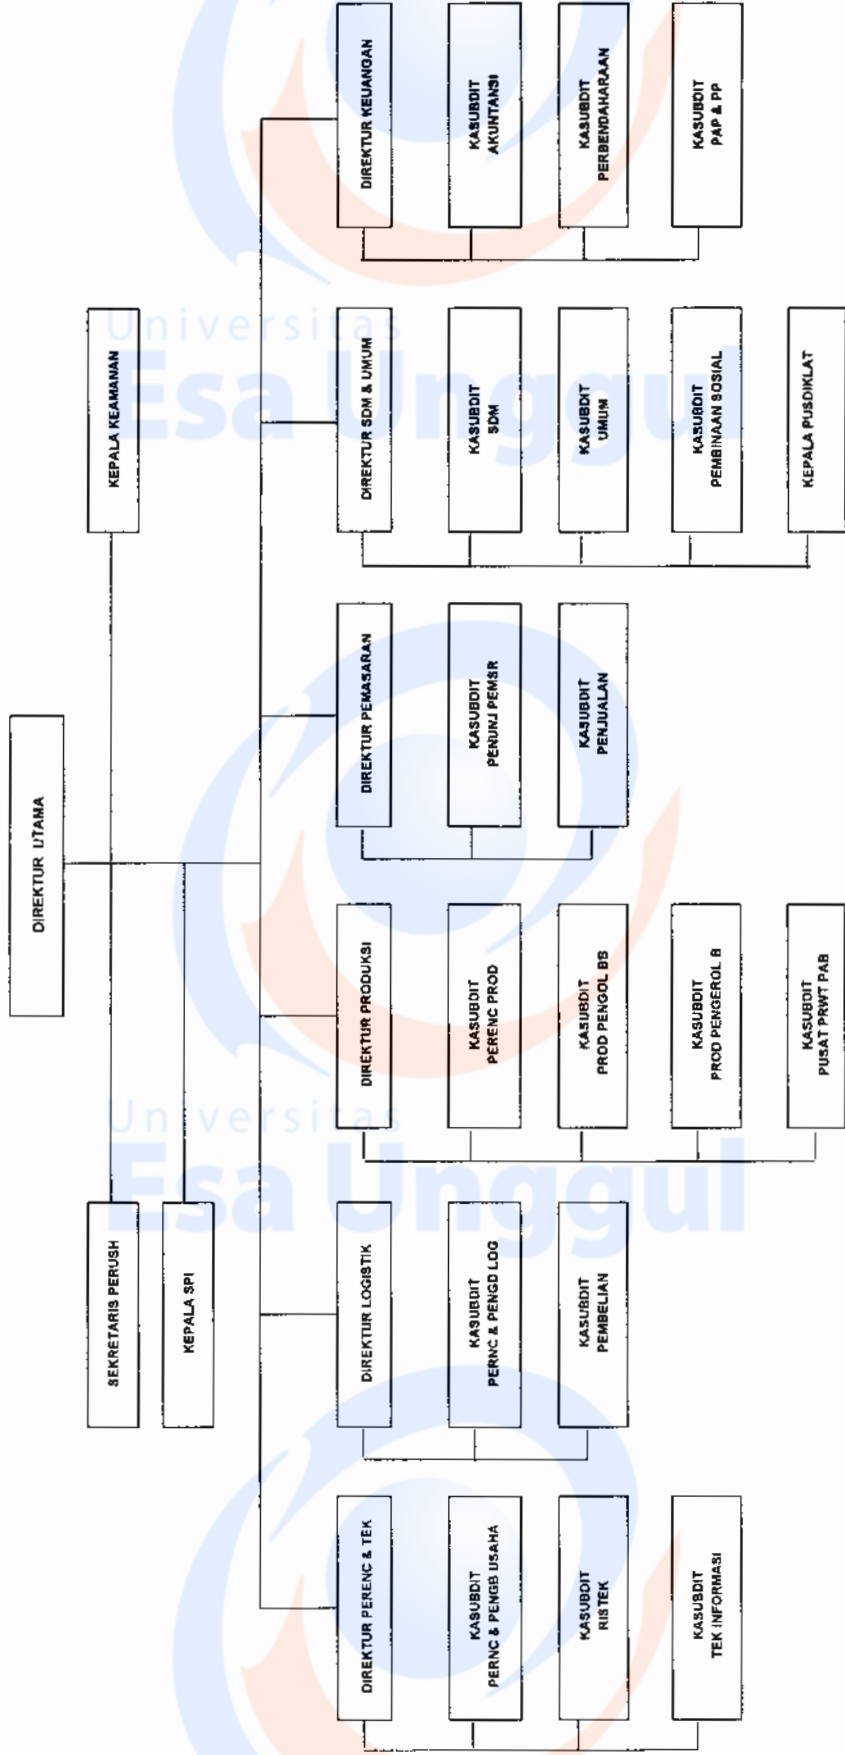 DIREKTUR UTAMA
SEKRETARIS PERUSH
KEPALA KEAMANAN
KEPALA SPI
DIREKTUR PERENC & TEK
DIREKTUR LOGISTIK
DIREKTUR PRODUKSI
DIREKTUR PEMASARAN
DIREKTUR SDM & UMUM
DIREKTUR KEUANGAN
KASUBDIT
PERNC & PENGB USAHA
KASUBDIT
PERNC & PENGD LOG
KASUBDIT
PERENC PROD
KASUBDIT
PENUNJ PEMSR
KASUBDIT
SDM
KASUBDIT
AKUNTANSI
KASUBDIT
RISTEK
KASUBDIT
PEMBELIAN
KASUBDIT
PROD PENGOL BB
KASUBDIT
PENJUALAN
KASUBDIT
UMUM
KASUBDIT
PERBENDAHARAAN
KASUBDIT
TEK INFORMASI
KASUBDIT
PROD PENGEROL B
KASUBDIT
PEMBINAAN SOSIAL
KASUBDIT
PAP & PP
KASUBDIT
PUSAT PRWT PAB
KEPALA PUSDIKLAT
Universitas
Esa Unggul
Universitas
Esa Unggul